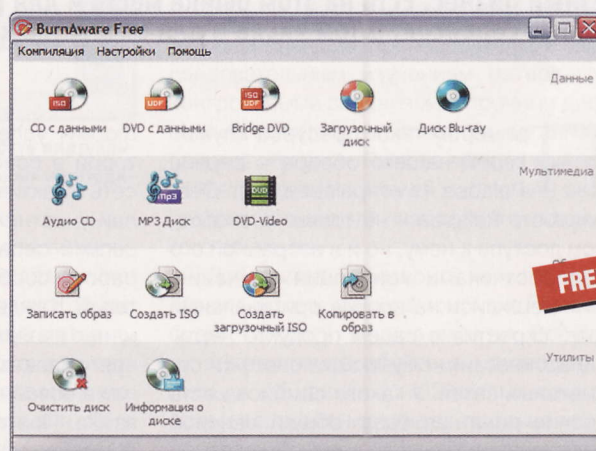 BurnAware Free
Компиляция Настройки Помощь
Данные
ISO
UDF
ISO
UDF
CD с данными DVD с данными Bridge DVD Загрузочный диск Диск Blu-ray
Мультимедиа
mp3
DVD
Аудио CD MP3 Диск DVD-Video
FREE
Записать образ Создать ISO Создать загрузочный ISO Копировать в образ
Утилиты
Очистить диск Информация о диске